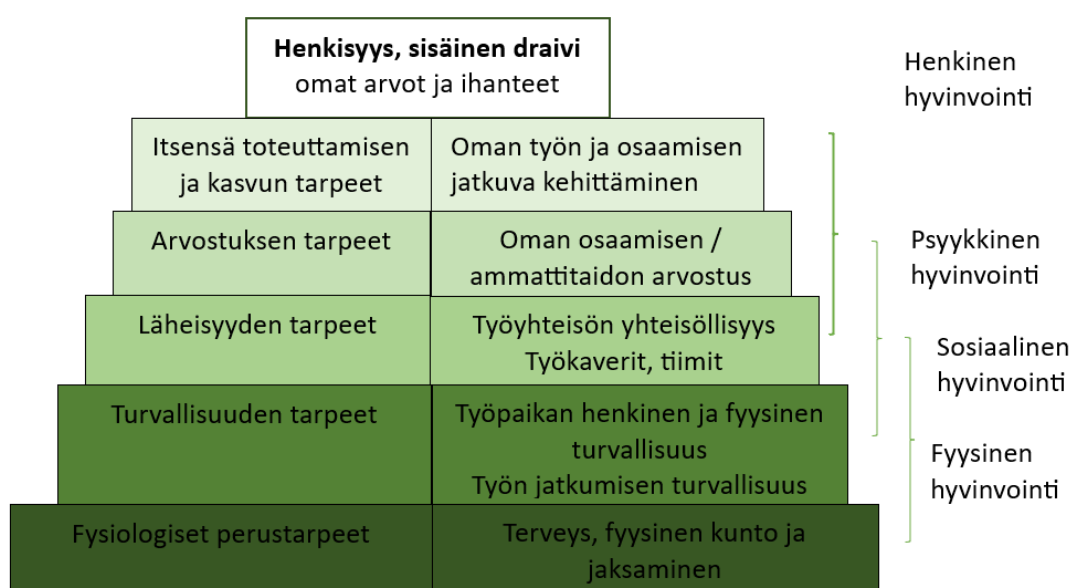 Henkisyys, sisäinen draivi
omat arvot ja ihanteet
Henkinen
hyvinvointi
Itsensä toteuttamisen
ja kasvun tarpeet
Oman työn ja osaamisen
jatkuva kehittäminen
Arvostuksen tarpeet
Oman osaamisen /
ammattitaidon arvostus
Psyykkinen
hyvinvointi
Läheisyyden tarpeet
Työyhteisön yhteisöllisyys
Työkaverit, tiimit
Sosiaalinen
hyvinvointi
Turvallisuuden tarpeet
Työpaikan henkinen ja fyysinen
turvallisuus
Työn jatkumisen turvallisuus
Fyysinen
hyvinvointi
Fysiologiset perustarpeet
Terveys, fyysinen kunto ja
jaksaminen